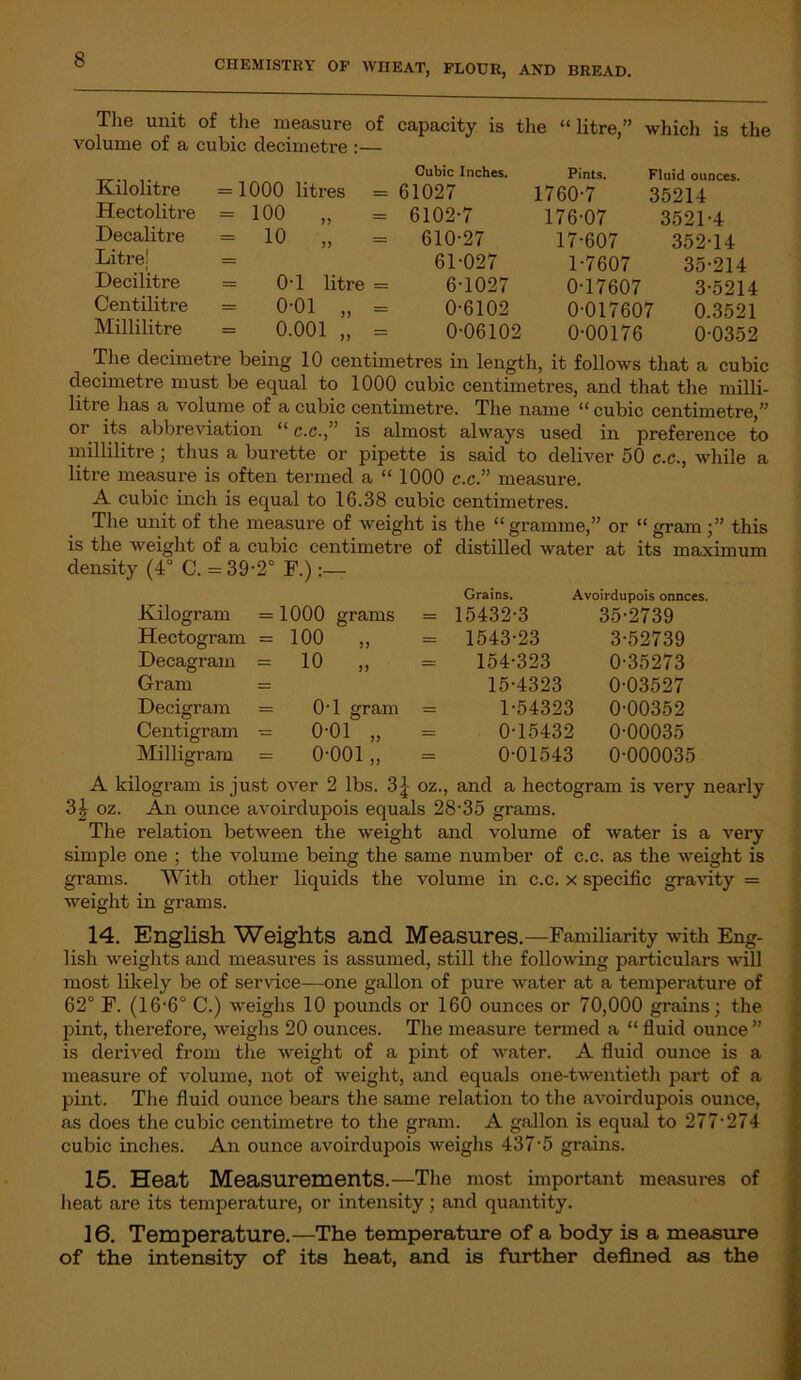 8
CHEMISTRY OF WHEAT, FLOUR, AND BREAD.
The unit of the measure of capacity is the “litre,” which is the
volume of a cubic decimetre :—
Cubic Inches. Pints. Fluid ounces.
Kilolitre = 1000 litres = 61027 1760·7 35214
Hectolitre = 100 „ = 6102·7 176·07 3521·4
Decalitre = 10 „ = 610·27 17·607 352·14
Litre! = 61·027 1·7607 35·214
Decilitre = 0·1 litre = 6·1027 0·17607 3·5214
Centilitre = 0·01 „ = 0·6102 0·017607 0.3521
Millilitre = 0.001 „ = 0·06102 0·00176 0·0352
The decimetre being 10 centimetres in length, it follows that a cubic
decimetre must be equal to 1000 cubic centimetres, and that the milli-
litre has a volume of a cubic centimetre. The name “cubic centimetre,”
or its abbreviation “c.c.,” is almost always used in preference to
millilitre ; thus a burette or pipette is said to deliver 50 c.c., while a
litre measure is often termed a “ 1000 c.c.” measure.
A cubic inch is equal to 16.38 cubic centimetres.
The unit of the measure of weight is the “gramme,” or “gram ;” this
is the weight of a cubic centimetre of distilled water at its maximum
density (4° C. = 39·2° F.) :—
Grains. Avoirdupois onnces.
Kilogram = 1000 grams = 15432·3 35·2739
Hectogram = 100 „ = 1543·23 3·52739
Decagram = 10 „ = 154·323 0·35273
Gram = 15·4323 0·03527
Decigram = 0·1 gram = 1·54323 0·00352
Centigram = 0·01 „ = 0·15432 0·00035
Milligram = 0·001 „ = 0·01543 0·000035
A kilogram is just over 2 lbs. 3¼ oz., and a hectogram is very nearly
3½ oz. An ounce avoirdupois equals 28·35 grams.
The relation between the weight and volume of water is a very
simple one ; the volume being the same number of c.c. as the weight is
grams. With other liquids the volume in c.c. x specific gravity =
weight in grams.
14. English Weights and Measures.—Familiarity with Eng-
lish weights and measures is assumed, still the following particulars will
most likely be of service—one gallon of pure water at a temperature of
62° F. (16·6° C.) weighs 10 pounds or 160 ounces or 70,000 grains; the
pint, therefore, weighs 20 ounces. The measure termed a “fluid ounce”
is derived from the weight of a pint of water. A fluid ounce is a
measure of volume, not of weight, and equals one-twentieth part of a
pint. The fluid ounce bears the same relation to the avoirdupois ounce,
as does the cubic centimetre to the gram. A gallon is equal to 277·274
cubic inches. An ounce avoirdupois weighs 437·5 grains.
15. Heat Measurements.—The most important measures of
heat are its temperature, or intensity ; and quantity.
16. Temperature.—The temperature of a body is a measure
of the intensity of its heat, and is further defined as the